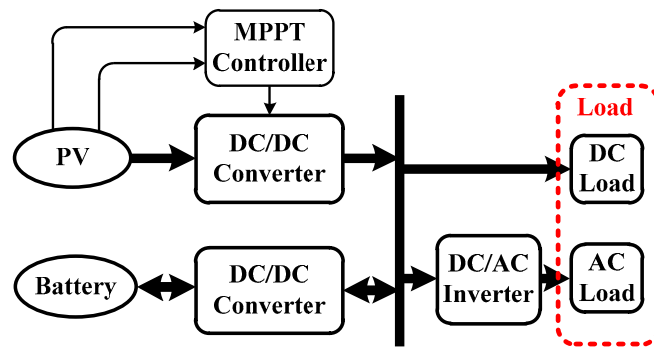 MPPT
Controller
Load
PV
DC/DC
Converter
DC
Load
Battery
DC/DC
Converter
DC/AC
Inverter
AC
Load